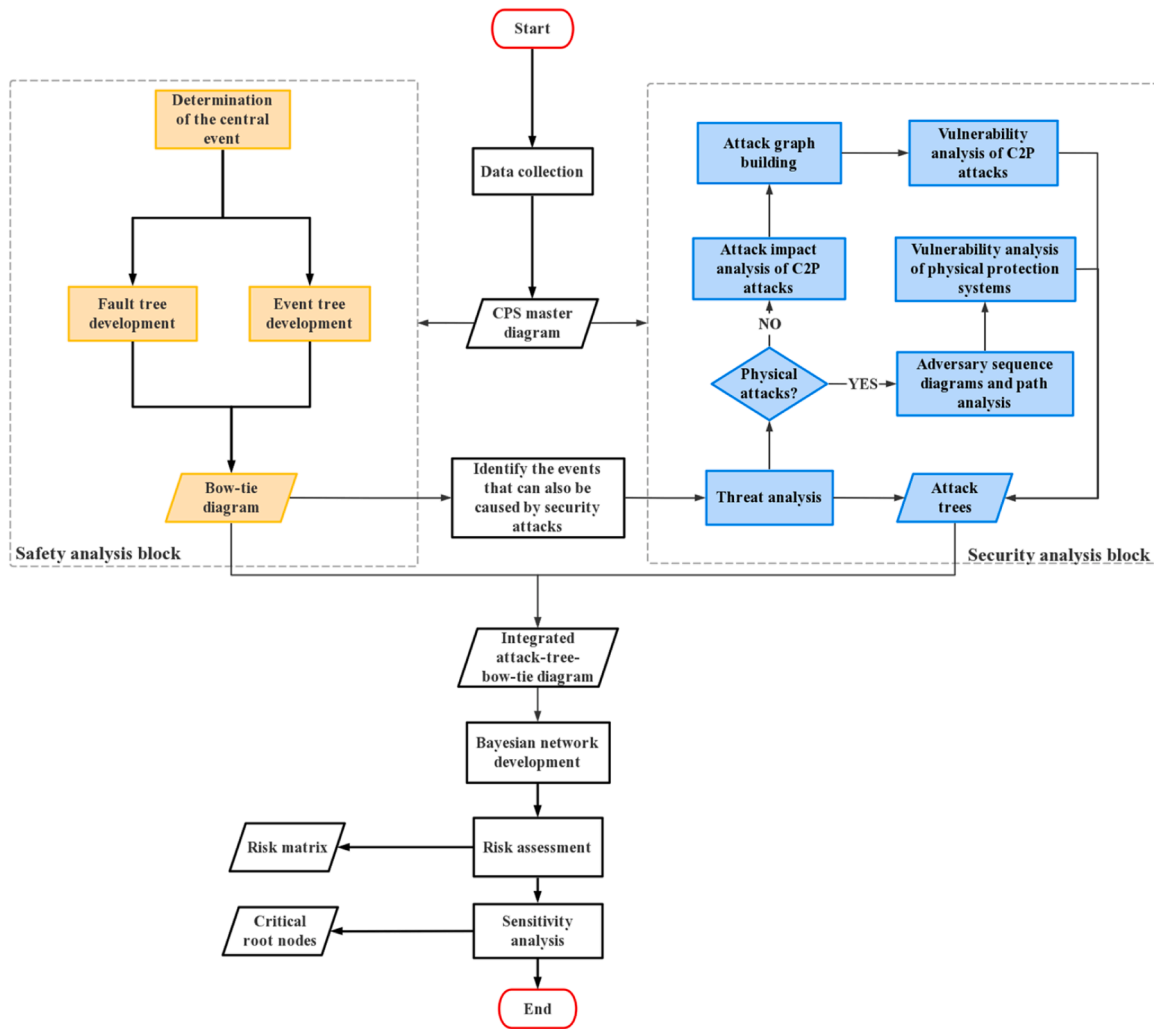 Start
Determination
of the central
event
Data collection
Attack graph
building
Vulnerability
analysis of C2P
attacks
Fault tree
development
Event tree
development
CPS master
diagram
Attack impact
analysis of C2P
attacks
Vulnerability analysis
of physical protection
systems
NO
Physical
attacks?
YES
Adversary sequence
diagrams and path
analysis
Bow-tie
diagram
Identify the events
that can also be
caused by security
attacks
Threat analysis
Attack
trees
Safety analysis block
Security analysis block
Integrated
attack-tree-
bow-tie diagram
Bayesian network
development
Risk matrix
Risk assessment
Critical
root nodes
Sensitivity
analysis
End